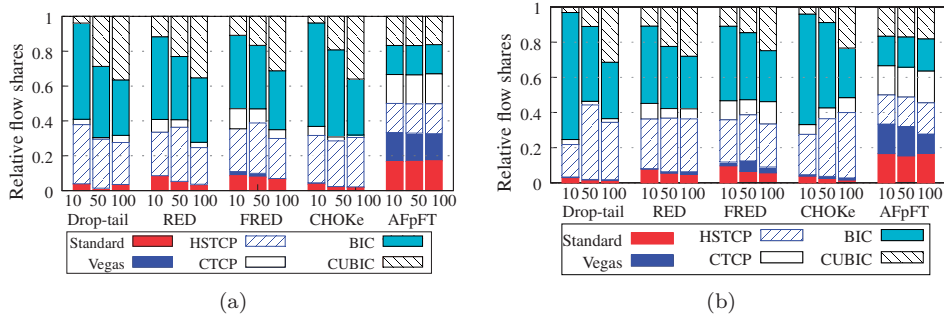 Relative flow shares
1
0.8
0.6
0.4
0.2
0
10 50 100 10 50 100 10 50 100 10 50 100 10 50 100
Drop-tail RED FRED CHOKe AFpFT
Standard HSTCP BIC
Vegas CTCP CUBIC
(a)
Relative flow shares
1
0.8
0.6
0.4
0.2
0
10 50 100 10 50 100 10 50 100 10 50 100 10 50 100
Drop-tail RED FRED CHOKe AFpFT
Standard HSTCP BIC
Vegas CTCP CUBIC
(b)